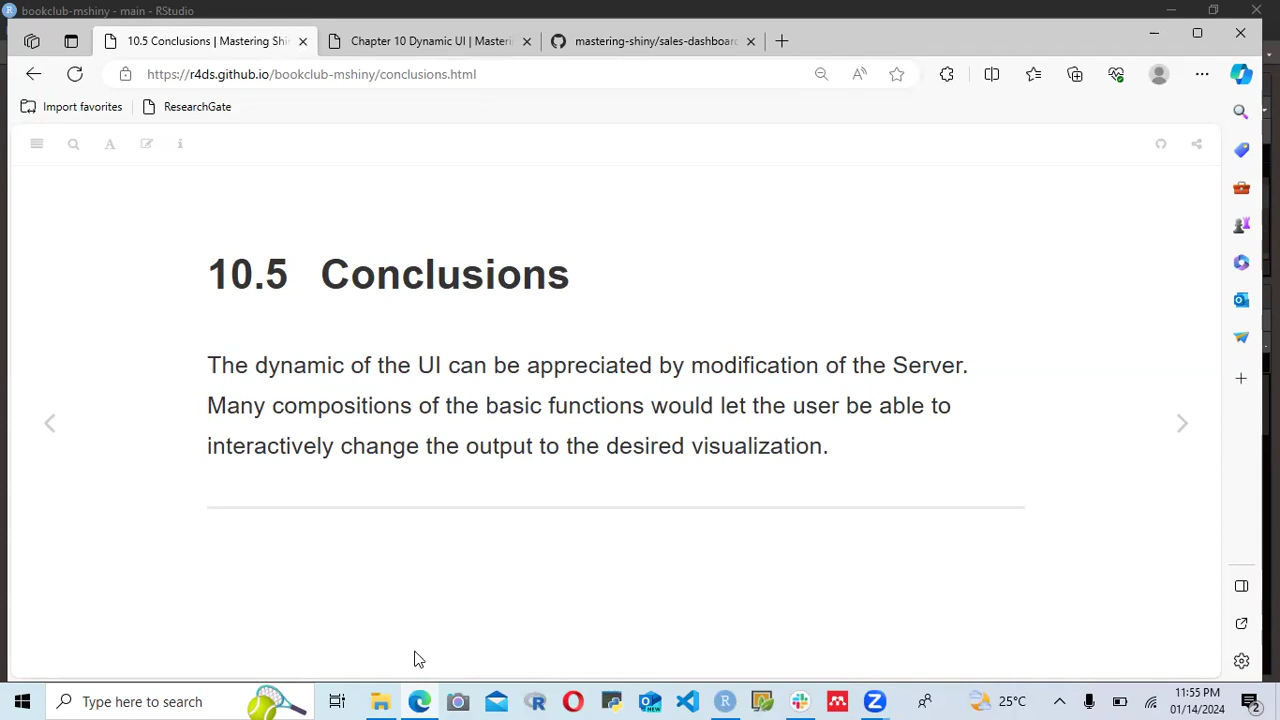 bookclub-mshiny - main - RStudio
10.5 Conclusions | Mastering Shi
Chapter 10 Dynamic UI | Masteri
mastering-shiny/sales-dashboard
https://r4ds.github.io/bookclub-mshiny/conclusions.html
Import favorites
ResearchGate
10.5 Conclusions
The dynamic of the UI can be appreciated by modification of the Server.
Many compositions of the basic functions would let the user be able to
interactively change the output to the desired visualization.
Type here to search
25°C
11:55 PM
01/14/2024
2